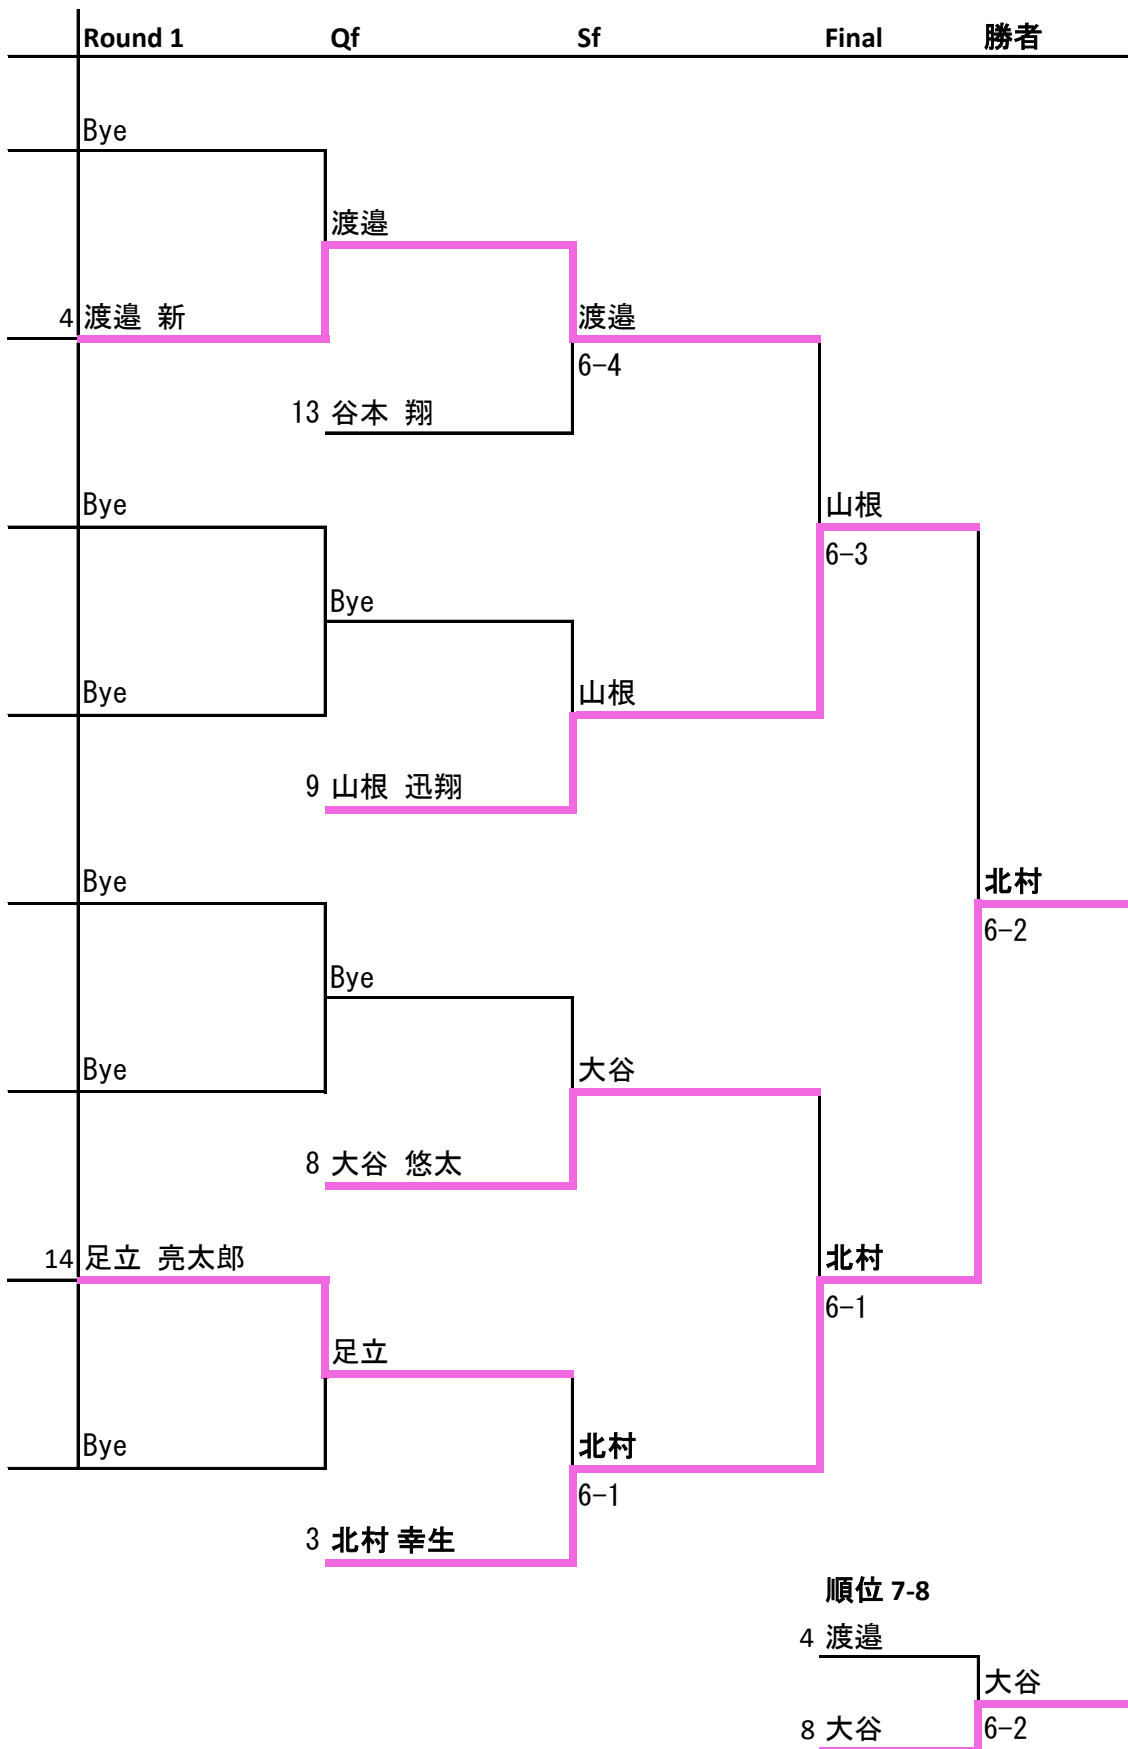 Round 1 Qf Sf Final 勝者
Bye
渡邉
4 渡邉 新 渡邉
6-4
13 谷本 翔
Bye 山根
6-3
Bye
Bye 山根
9 山根 迅翔
Bye 北村
6-2
Bye
Bye 大谷
8 大谷 悠太
14 足立 亮太郎 北村
6-1
足立
Bye 北村
6-1
3 北村 幸生
順位 7-8
4 渡邉
大谷
8 大谷 6-2